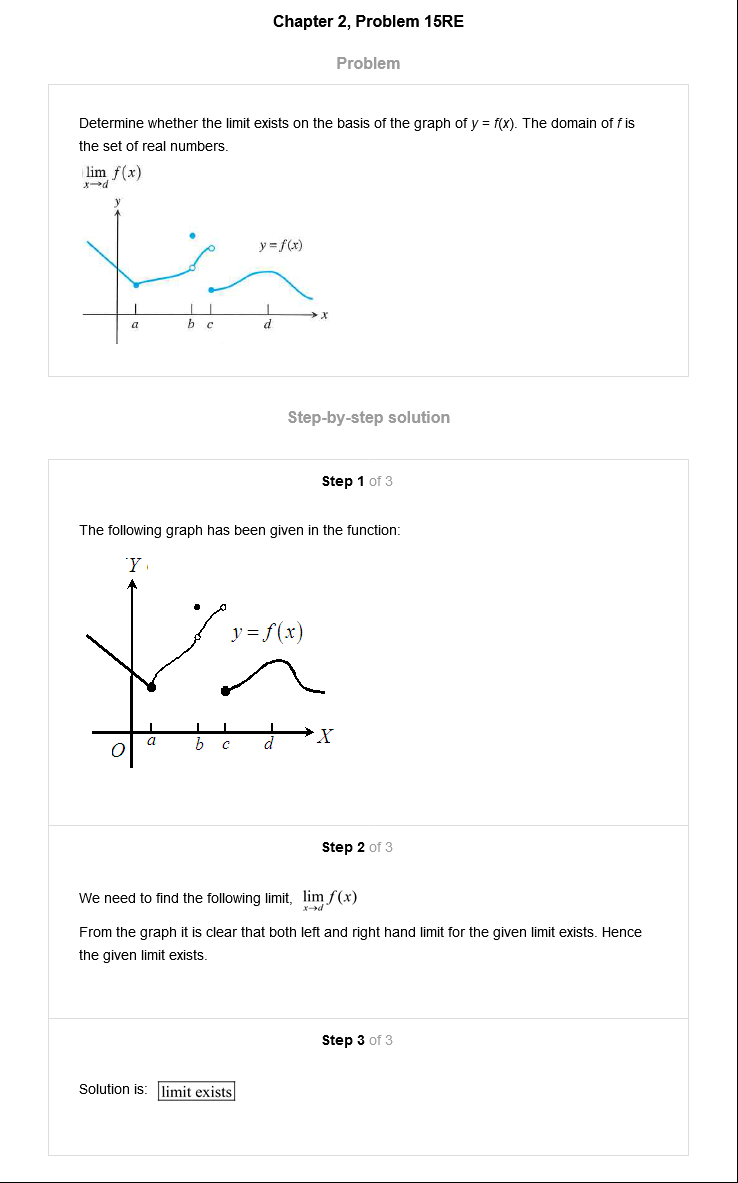 Chapter 2, Problem 15RE
Problem
Determine whether the limit exists on the basis of the graph of y = f(x). The domain of f is
the set of real numbers.
lim f(x)
x→d
y
y = f(x)
x
a b c d
Step-by-step solution
Step 1 of 3
The following graph has been given in the function:
Y
y = f(x)
X
O a b c d
Step 2 of 3
We need to find the following limit, lim f(x)
x→d
From the graph it is clear that both left and right hand limit for the given limit exists. Hence
the given limit exists.
Step 3 of 3
Solution is: limit exists